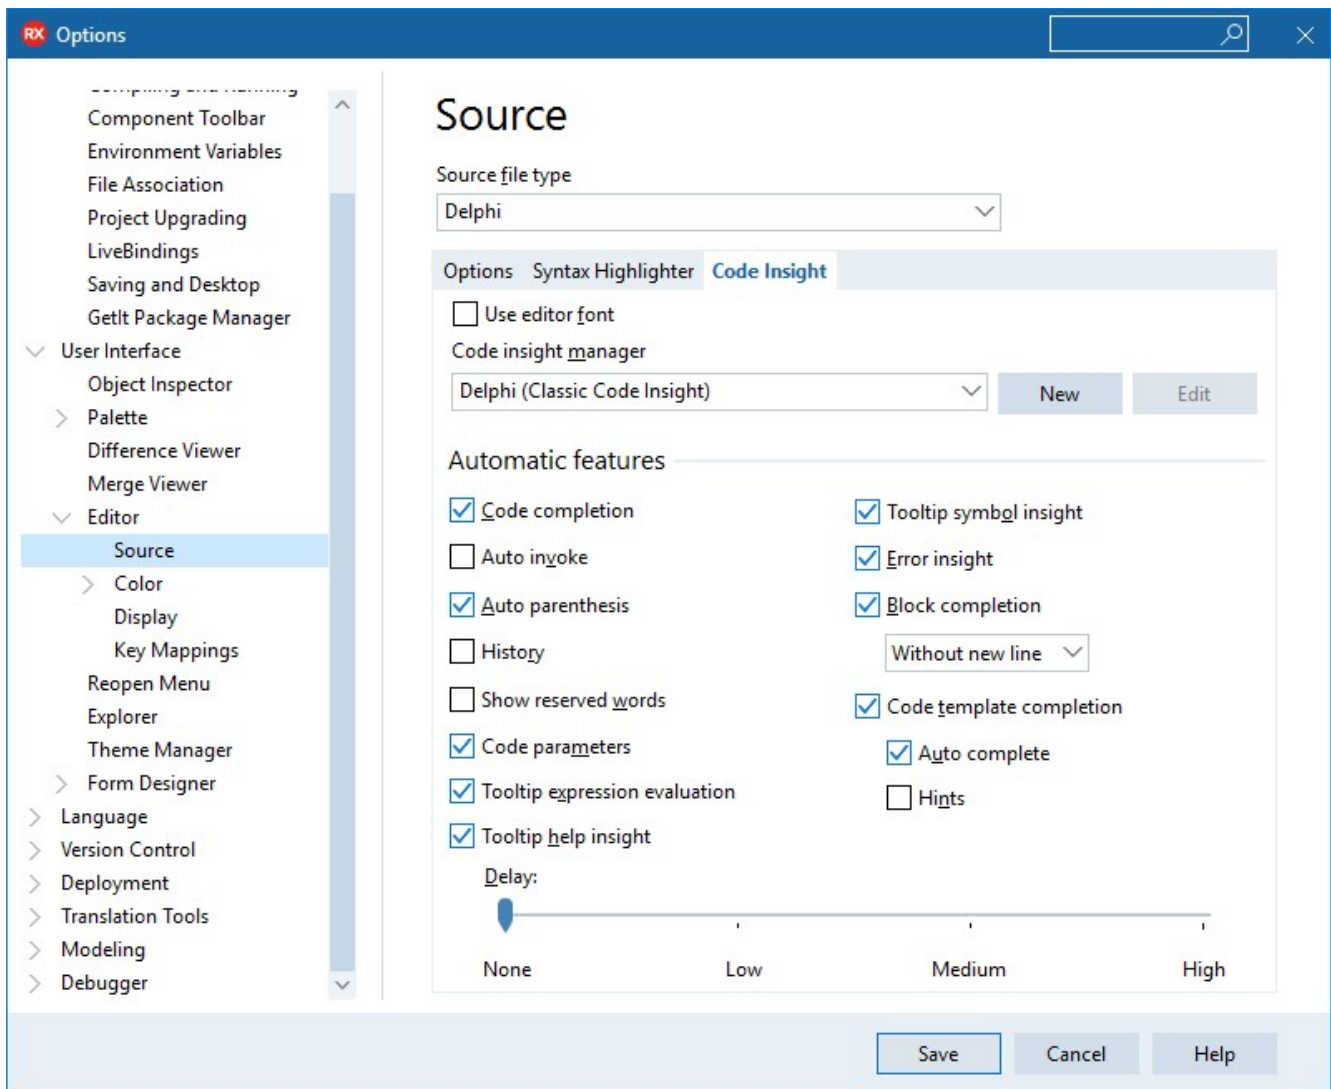 RX Options
Compiling and Running
Component Toolbar
Environment Variables
File Association
Project Upgrading
LiveBindings
Saving and Desktop
GetIt Package Manager
User Interface
Object Inspector
Palette
Difference Viewer
Merge Viewer
Editor
Source
Color
Display
Key Mappings
Reopen Menu
Explorer
Theme Manager
Form Designer
Language
Version Control
Deployment
Translation Tools
Modeling
Debugger
Source
Source file type
Delphi
Options Syntax Highlighter Code Insight
Use editor font
Code insight manager
Delphi (Classic Code Insight) New Edit
Automatic features
Code completion
Auto invoke
Auto parenthesis
History
Show reserved words
Code parameters
Tooltip expression evaluation
Tooltip help insight
Tooltip symbol insight
Error insight
Block completion
Without new line
Code template completion
Auto complete
Hints
Delay:
None Low Medium High
Save Cancel Help